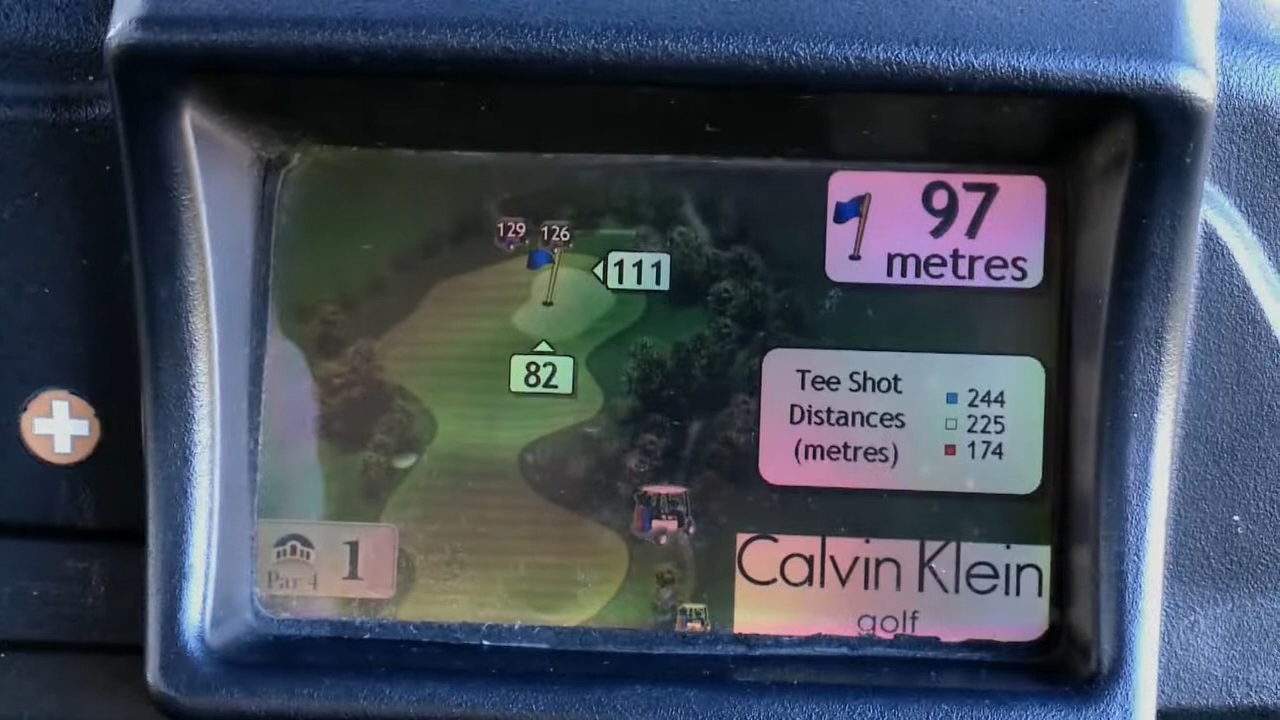 97
metres
129 126
111
82
Tee Shot
Distances
(metres)
244
225
174
Par 4
1
Calvin Klein
golf